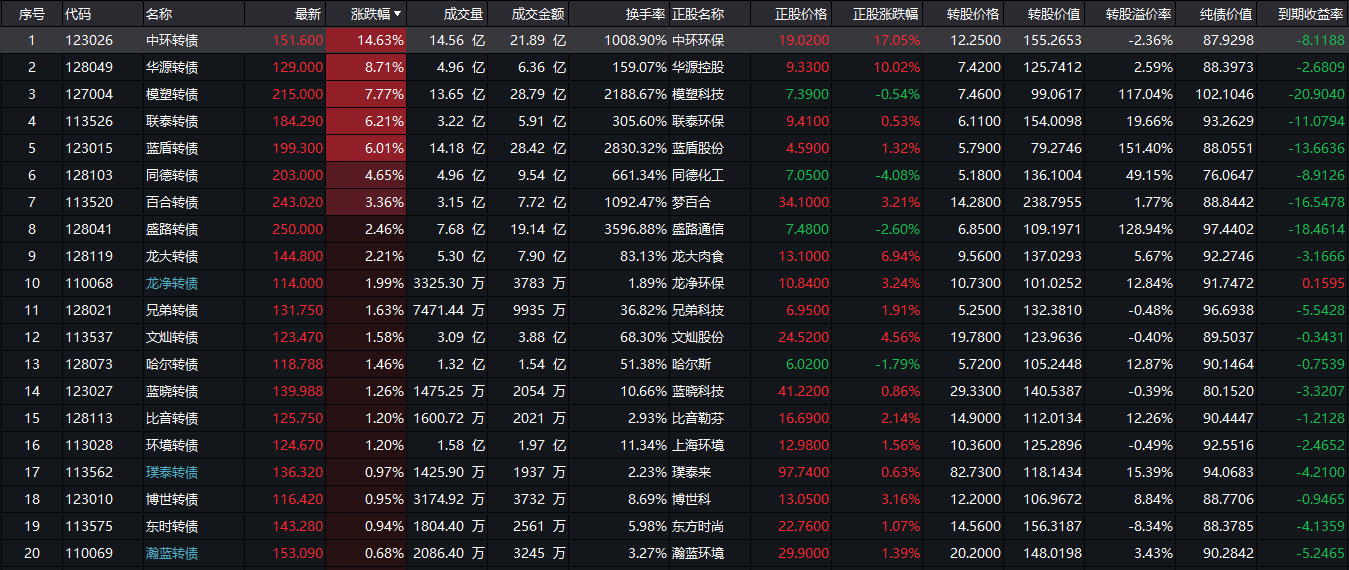 序号 代码 名称 最新 涨跌幅 成交量 成交金额 换手率 正股名称 正股价格 正股涨跌幅 转股价格 转股价值 转股溢价率 纯债价值 到期收益率
1 123026 中环转债 151.600 14.63% 14.56 亿 21.89 亿 1008.90% 中环环保 19.0200 17.05% 12.2500 155.2653 -2.36% 87.9298 -8.1188
2 128049 华源转债 129.000 8.71% 4.96 亿 6.36 亿 159.07% 华源控股 9.3300 10.02% 7.4200 125.7412 2.59% 88.3973 -2.6809
3 127004 模塑转债 215.000 7.77% 13.65 亿 28.79 亿 2188.67% 模塑科技 7.3900 -0.54% 7.4600 99.0617 117.04% 102.1046 -20.9040
4 113526 联泰转债 184.290 6.21% 3.22 亿 5.91 亿 305.60% 联泰环保 9.4100 0.53% 6.1100 154.0098 19.66% 93.2629 -11.0794
5 123015 蓝盾转债 199.300 6.01% 14.18 亿 28.42 亿 2830.32% 蓝盾股份 4.5900 1.32% 5.7900 79.2746 151.40% 88.0551 -13.6636
6 128103 同德转债 203.000 4.65% 4.96 亿 9.54 亿 661.34% 同德化工 7.0500 -4.08% 5.1800 136.1004 49.15% 76.0647 -8.9126
7 113520 百合转债 243.020 3.36% 3.15 亿 7.72 亿 1092.47% 梦百合 34.1000 3.21% 14.2800 238.7955 1.77% 88.8442 -16.5478
8 128041 盛路转债 250.000 2.46% 7.68 亿 19.14 亿 3596.88% 盛路通信 7.4800 -2.60% 6.8500 109.1971 128.94% 97.4402 -18.4614
9 128119 龙大转债 144.800 2.21% 5.30 亿 7.90 亿 83.13% 龙大肉食 13.1000 6.94% 9.5600 137.0293 5.67% 92.2746 -3.1666
10 110068 龙净转债 114.000 1.99% 3325.30 万 3783 万 1.89% 龙净环保 10.8400 3.24% 10.7300 101.0252 12.84% 91.7472 0.1595
11 128021 兄弟转债 131.750 1.63% 7471.44 万 9935 万 36.82% 兄弟科技 6.9500 1.91% 5.2500 132.3810 -0.48% 96.6938 -5.5428
12 113537 文灿转债 123.470 1.58% 3.09 亿 3.88 亿 68.30% 文灿股份 24.5200 4.56% 19.7800 123.9636 -0.40% 89.5037 -0.3431
13 128073 哈尔转债 118.788 1.46% 1.32 亿 1.54 亿 51.38% 哈尔斯 6.0200 -1.79% 5.7200 105.2448 12.87% 90.1464 -0.7539
14 123027 蓝晓转债 139.988 1.26% 1475.25 万 2054 万 10.66% 蓝晓科技 41.2200 0.86% 29.3300 140.5387 -0.39% 80.1520 -3.3207
15 128113 比音转债 125.750 1.20% 1600.72 万 2021 万 2.93% 比音勒芬 16.6900 2.14% 14.9000 112.0134 12.26% 90.4447 -1.2128
16 113028 环境转债 124.670 1.20% 1.58 亿 1.97 亿 11.34% 上海环境 12.9800 1.56% 10.3600 125.2896 -0.49% 92.5516 -2.4652
17 113562 璞泰转债 136.320 0.97% 1425.90 万 1937 万 2.23% 璞泰来 97.7400 0.63% 82.7300 118.1434 15.39% 94.0683 -4.2100
18 123010 博世转债 116.420 0.95% 3174.92 万 3732 万 8.69% 博世科 13.0500 3.16% 12.2000 106.9672 8.84% 88.7706 -0.9465
19 113575 东时转债 143.280 0.94% 1804.40 万 2561 万 5.98% 东方时尚 22.7600 1.07% 14.5600 156.3187 -8.34% 88.3785 -4.1359
20 110069 瀚蓝转债 153.090 0.68% 2086.40 万 3245 万 3.27% 瀚蓝环境 29.9000 1.39% 20.2000 148.0198 3.43% 90.2842 -5.2465